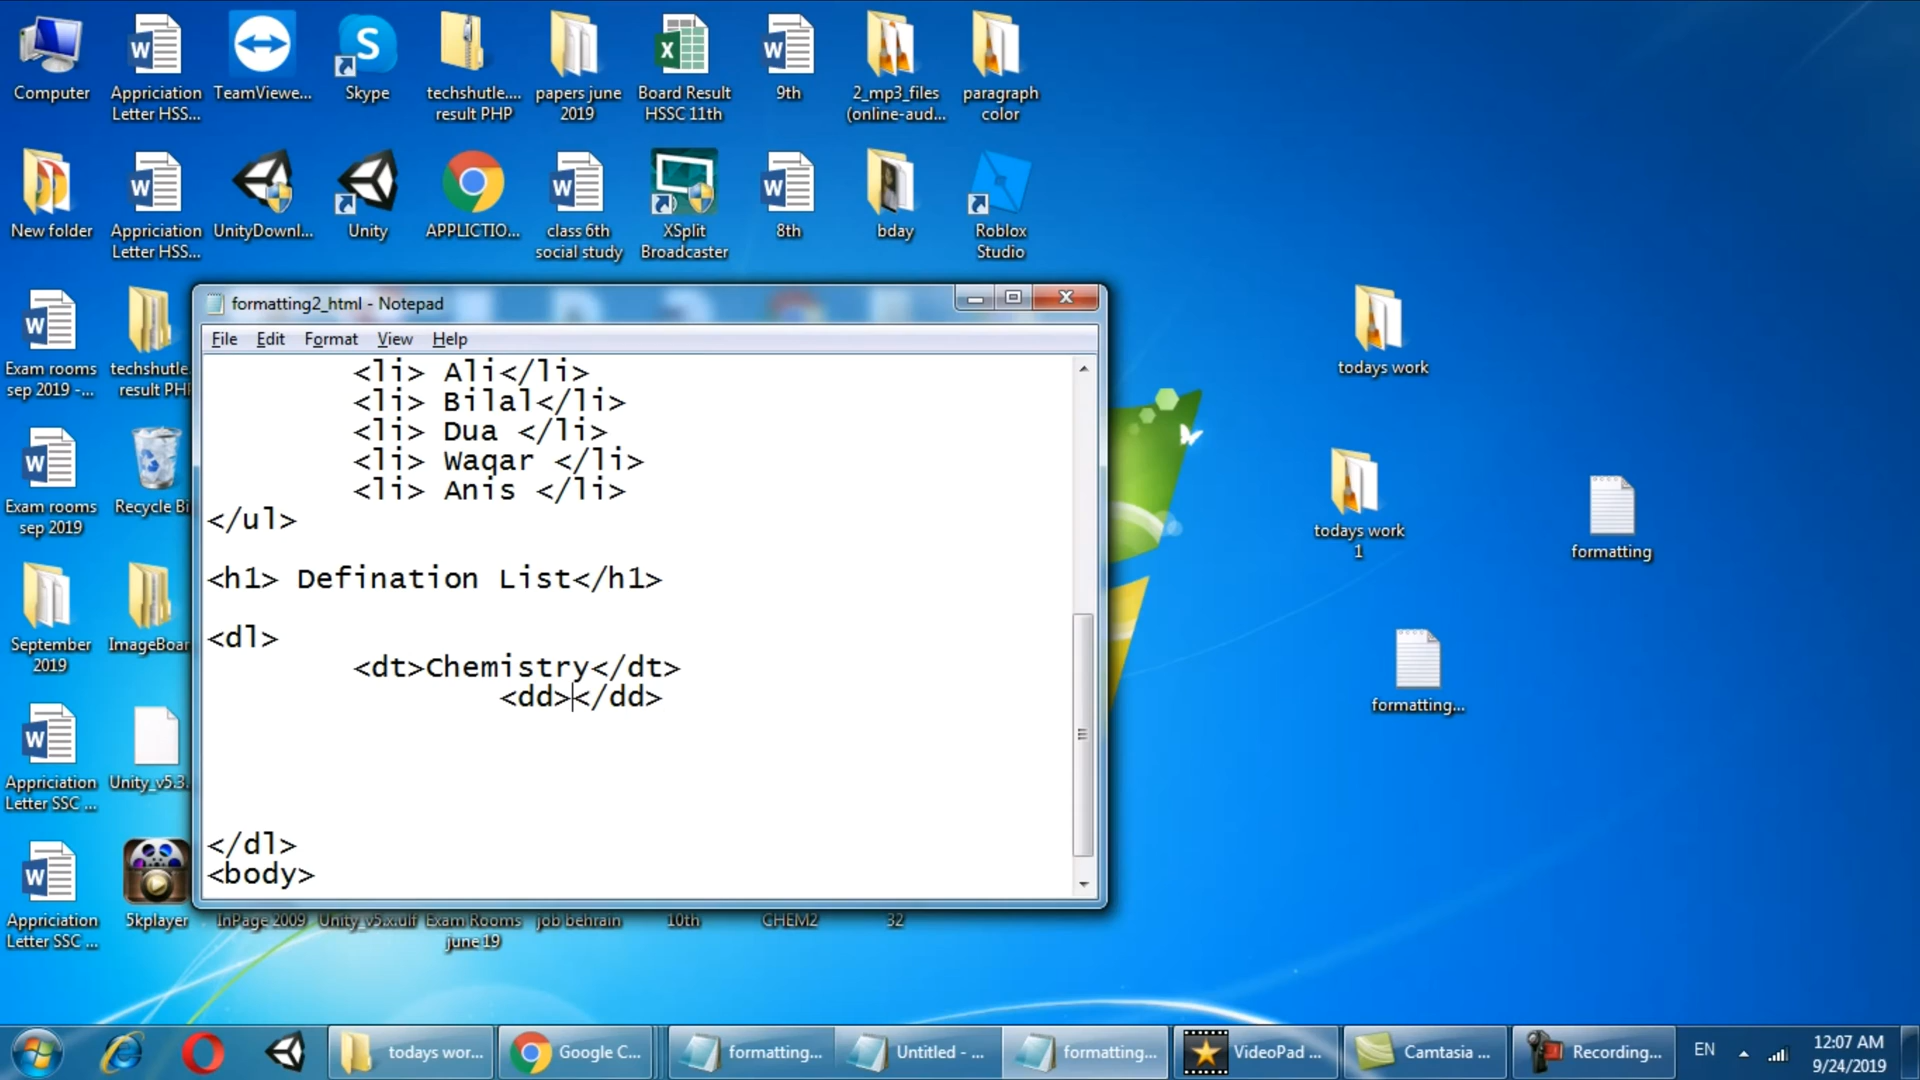 Computer
Appriciation
Letter HSS...
TeamViewe...
Skype
techshutle....
result PHP
papers june
2019
Board Result
HSSC 11th
9th
2_mp3_files
(online-aud...
paragraph
color
New folder
Appriciation
Letter HSS...
UnityDownl...
Unity
APPLICTIO...
class 6th
social study
XSplit
Broadcaster
8th
bday
Roblox
Studio
Exam rooms
sep 2019 -...
techshutle.
result PHP
Exam rooms
sep 2019
Recycle Bi
September
2019
ImageBoar
Appriciation
Letter SSC ...
Unity_v5.3.
Appriciation
Letter SSC ...
5kplayer
InPage 2009
Unity_v5.x.ulf
Exam Rooms
june 19
job behrain
10th
CHEM2
32
todays work
todays work
1
formatting
formatting...
formatting2_html - Notepad
File Edit Format View Help
<li> Ali</li>
<li> Bilal</li>
<li> Dua </li>
<li> Waqar </li>
<li> Anis </li>
</ul>
<h1> Defination List</h1>
<dl>
<dt>Chemistry</dt>
<dd></dd>
</dl>
<body>
todays wor...
Google C...
formatting...
Untitled - ...
formatting...
VideoPad ...
Camtasia ...
Recording...
EN
12:07 AM
9/24/2019